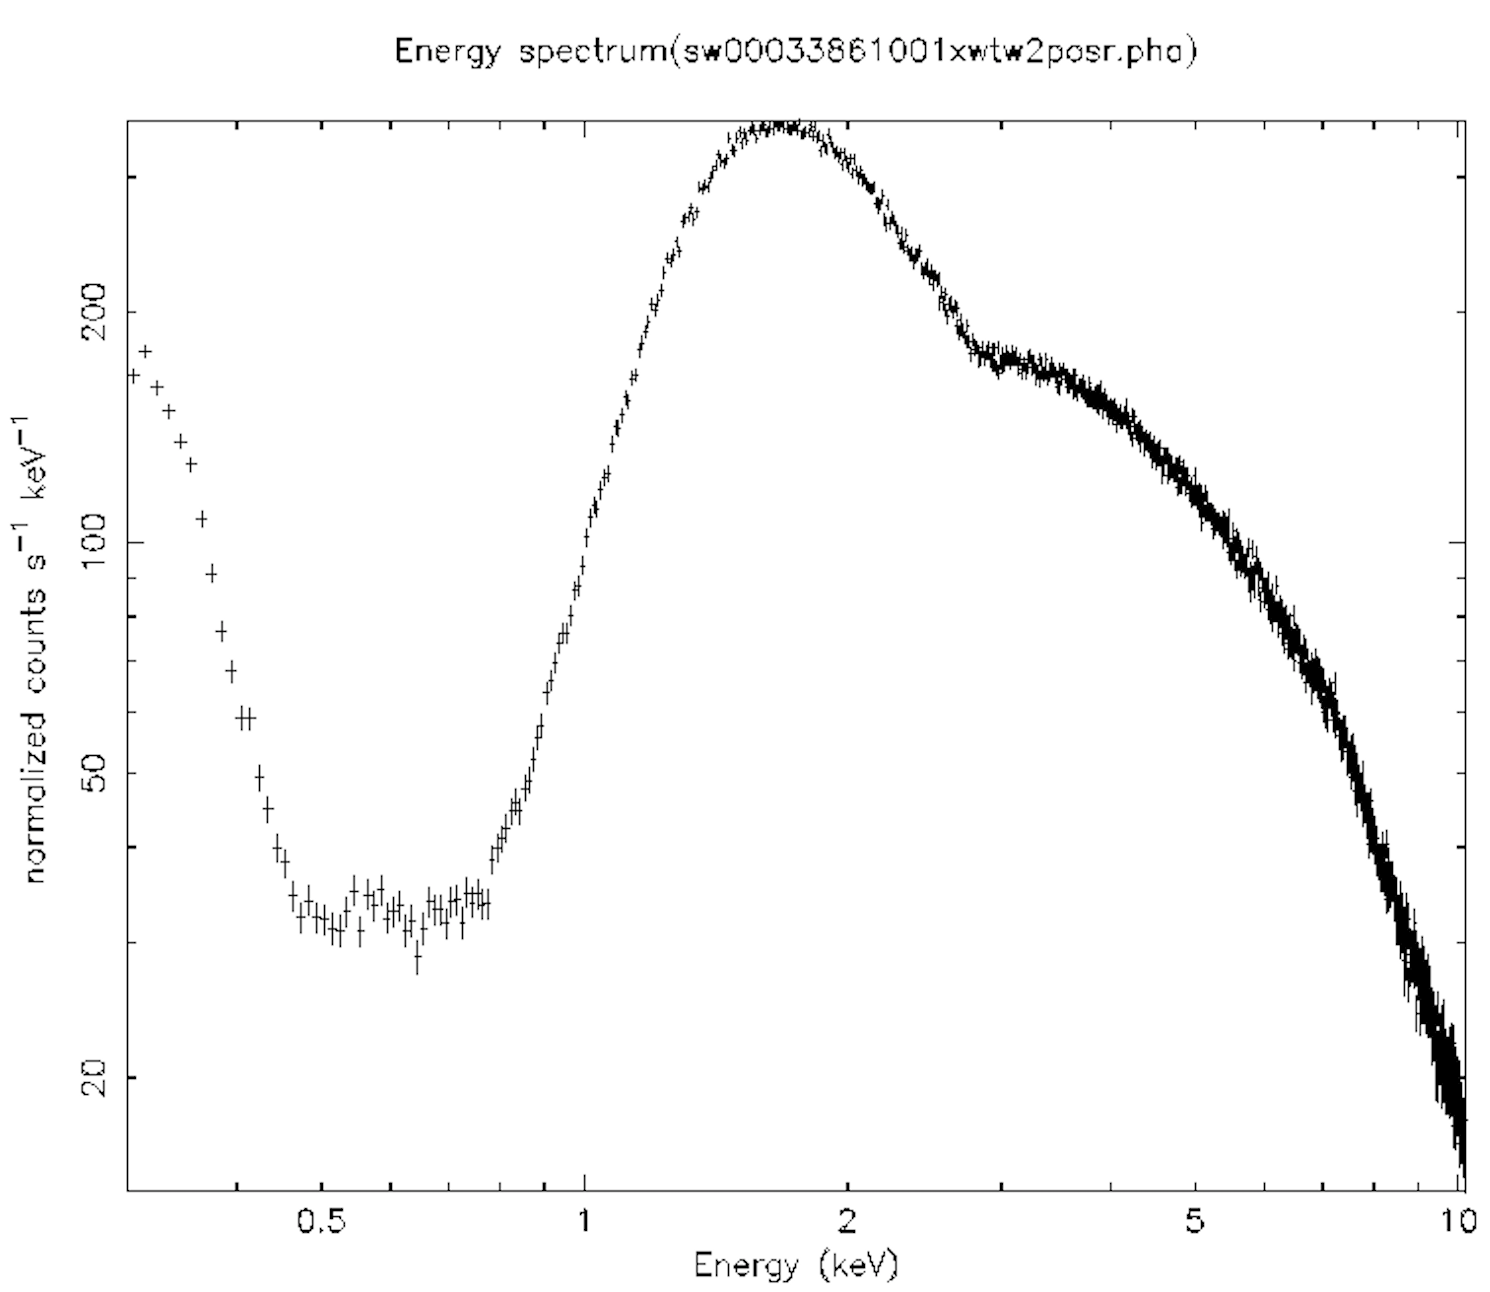 Energy spectrum(sw00033861001xwtw2posr.pha)
normalized counts s⁻¹ keV⁻¹
200
100
50
20
0.5 1 2 5 10
Energy (keV)